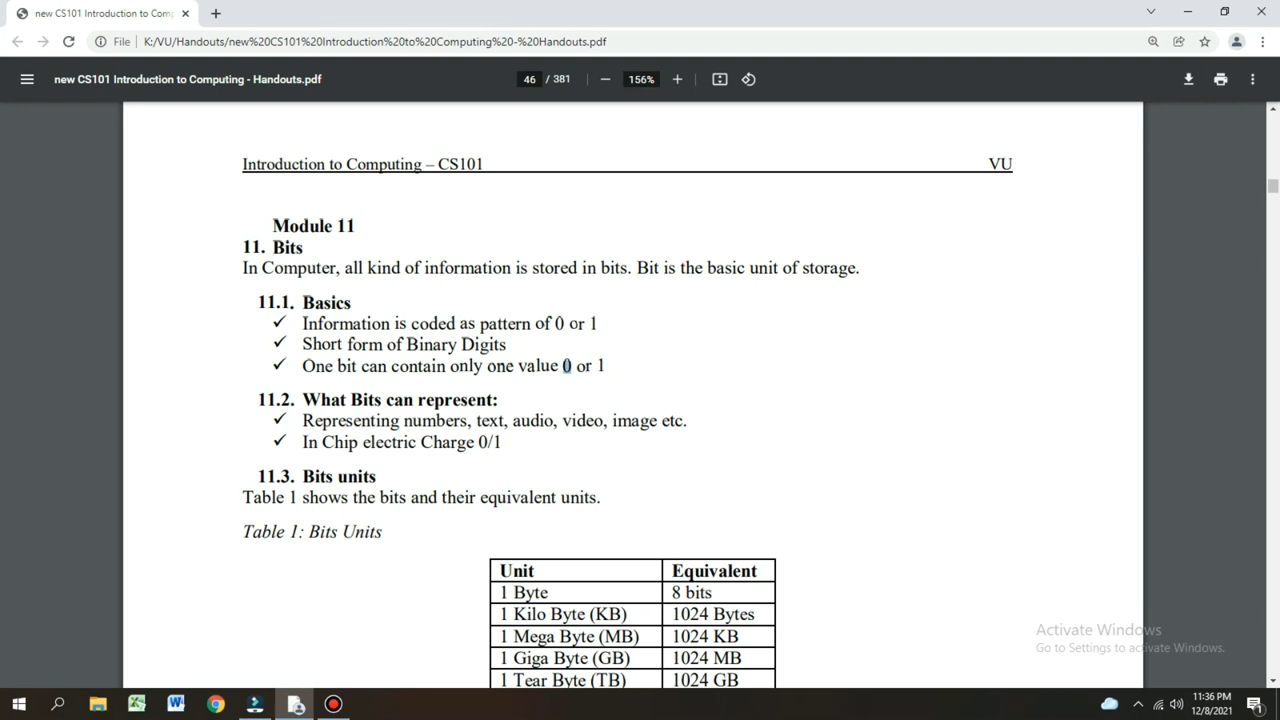 new CS101 Introduction to Comp
File K:/VU/Handouts/new%20CS101%20Introduction%20to%20Computing%20-%20Handouts.pdf
new CS101 Introduction to Computing - Handouts.pdf 46 / 381 156%
Introduction to Computing – CS101 VU
Module 11
11. Bits
In Computer, all kind of information is stored in bits. Bit is the basic unit of storage.
11.1. Basics
✓ Information is coded as pattern of 0 or 1
✓ Short form of Binary Digits
✓ One bit can contain only one value 0 or 1
11.2. What Bits can represent:
✓ Representing numbers, text, audio, video, image etc.
✓ In Chip electric Charge 0/1
11.3. Bits units
Table 1 shows the bits and their equivalent units.
Table 1: Bits Units
Unit Equivalent
1 Byte 8 bits
1 Kilo Byte (KB) 1024 Bytes
1 Mega Byte (MB) 1024 KB
1 Giga Byte (GB) 1024 MB
1 Tear Byte (TB) 1024 GB
Activate Windows
Go to Settings to activate Windows.
11:36 PM
12/8/2021
1